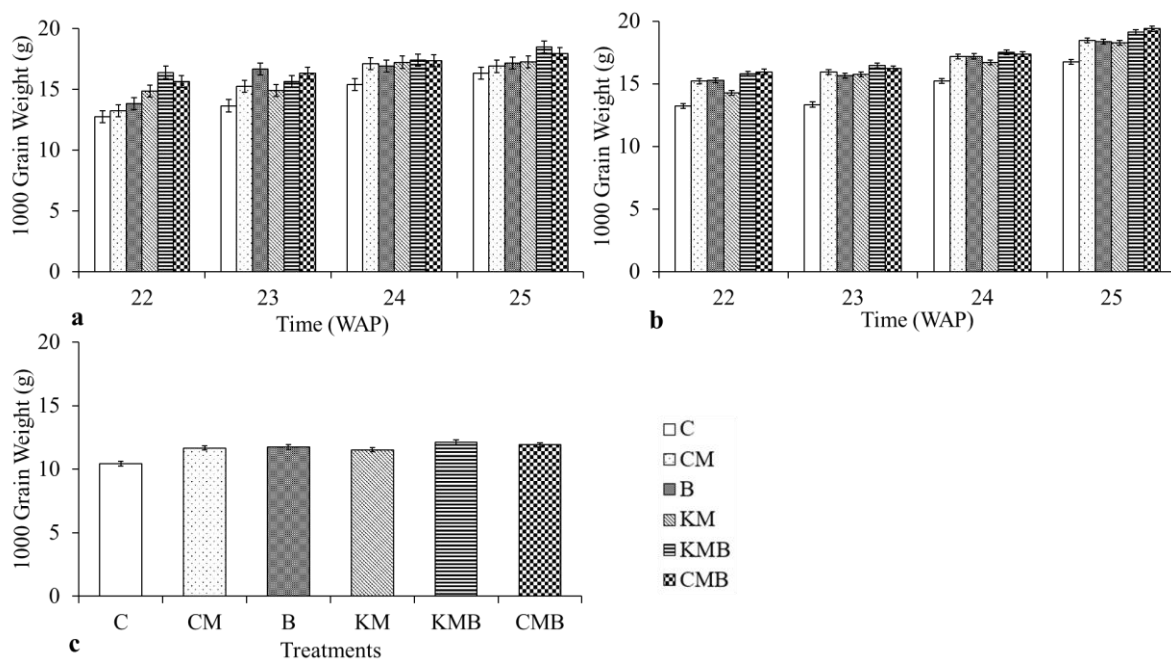 1000 Grain Weight (g)
20
15
10
5
0
22 23 24 25
a
Time (WAP)
1000 Grain Weight (g)
20
15
10
5
0
22 23 24 25
b
Time (WAP)
1000 Grain Weight (g)
20
15
10
5
0
C CM B KM KMB CMB
c
Treatments
C
CM
B
KM
KMB
CMB